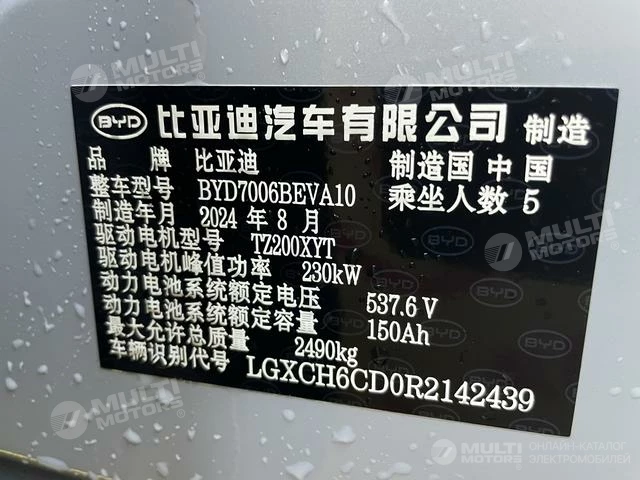 BYD 比亚迪汽车有限公司 制造
品 牌 比亚迪 制造国 中国
整车型号 BYD7006BEVA10 乘坐人数 5
制造年月 2024 年 8 月
驱动电机型号 TZ200XYT
驱动电机峰值功率 230kW
动力电池系统额定电压 537.6 V
动力电池系统额定容量 150Ah
最大允许总质量 2490kg
车辆识别代号 LGXCH6CD0R2142439
MULTI MOTORS
MULTI MOTORS
MULTI MOTORS
MULTI MOTORS
MULTI MOTORS ОНЛАЙН-КАТАЛОГ ЭЛЕКТРОМОБИЛЕЙ